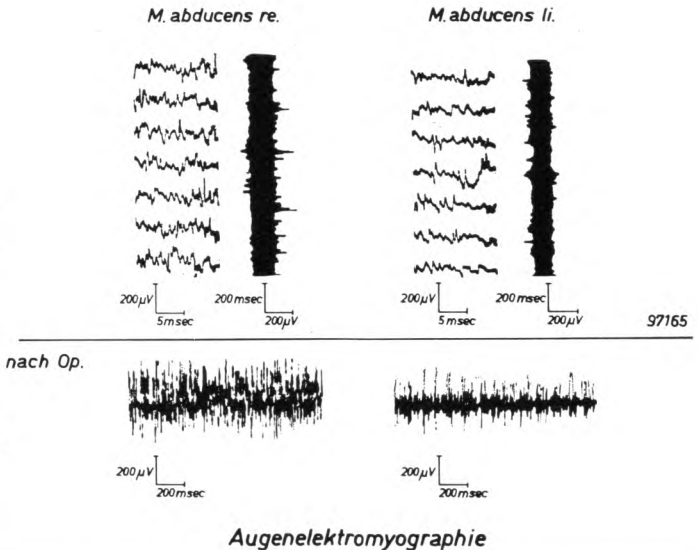 M. abducens re.
M. abducens li.
200µV
5msec
200msec
200µV
200µV
5msec
200msec
200µV
97165
nach Op.
200µV
200msec
200µV
200msec
Augenelektromyographie